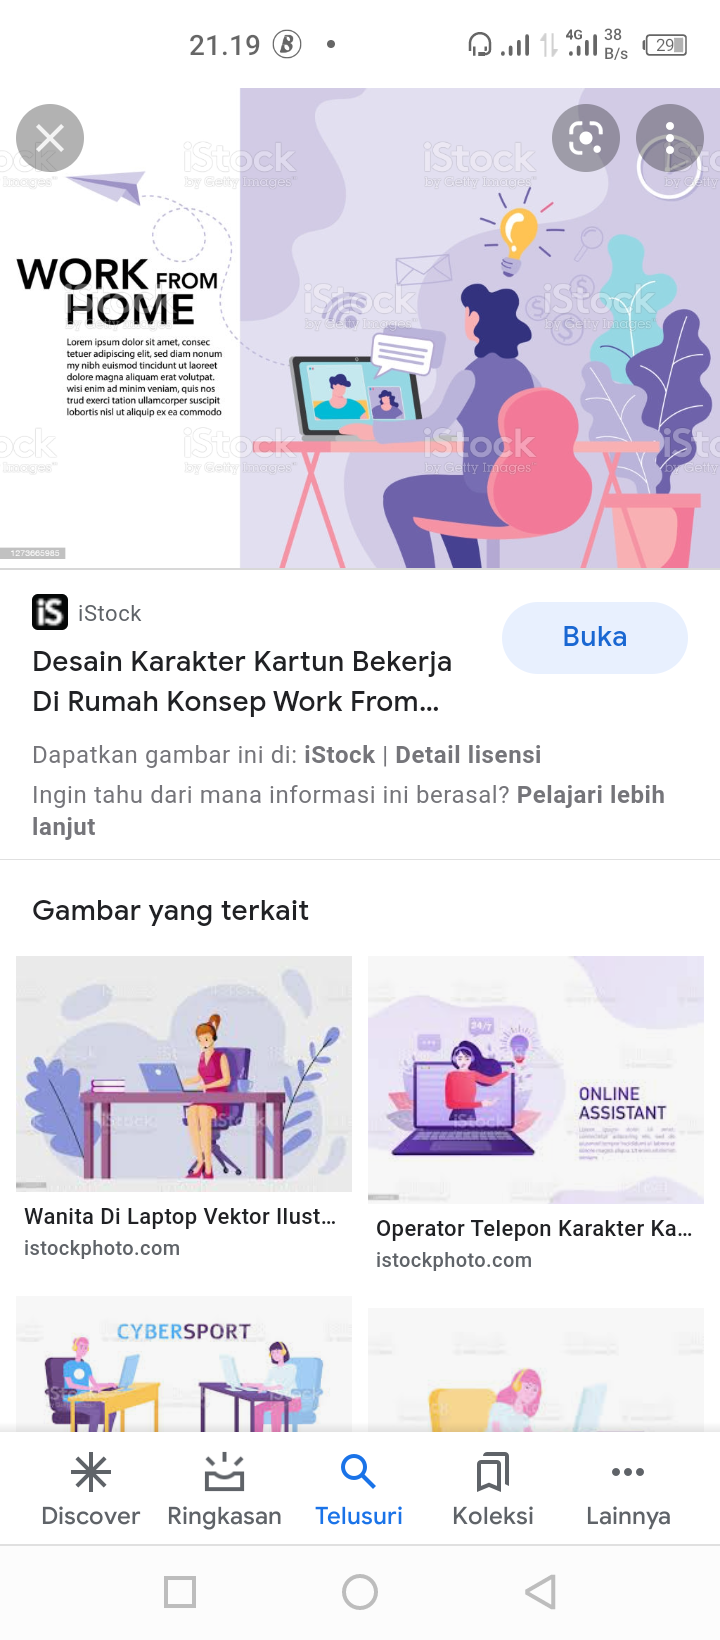 21.19
4G 38 B/s 29
iStock
by Getty Images™
WORK FROM
HOME
Lorem ipsum dolor sit amet, consec
tetuer adipiscing elit, sed diam nonum
my nibh euismod tincidunt ut laoreet
dolore magna aliquam erat volutpat.
wisi enim ad minim veniam, quis nos
trud exerci tation ullamcorper suscipit
lobortis nisl ut aliquip ex ea commodo
1273665985
iS iStock
Buka
Desain Karakter Kartun Bekerja
Di Rumah Konsep Work From...
Dapatkan gambar ini di: iStock | Detail lisensi
Ingin tahu dari mana informasi ini berasal? Pelajari lebih
lanjut
Gambar yang terkait
24/7
ONLINE
ASSISTANT
Wanita Di Laptop Vektor Ilust...
istockphoto.com
Operator Telepon Karakter Ka...
istockphoto.com
CYBERSPORT
Discover Ringkasan Telusuri Koleksi Lainnya